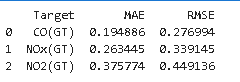 Target MAE RMSE
0 CO(GT) 0.194886 0.276994
1 NOx(GT) 0.263445 0.339145
2 NO2(GT) 0.375774 0.449136